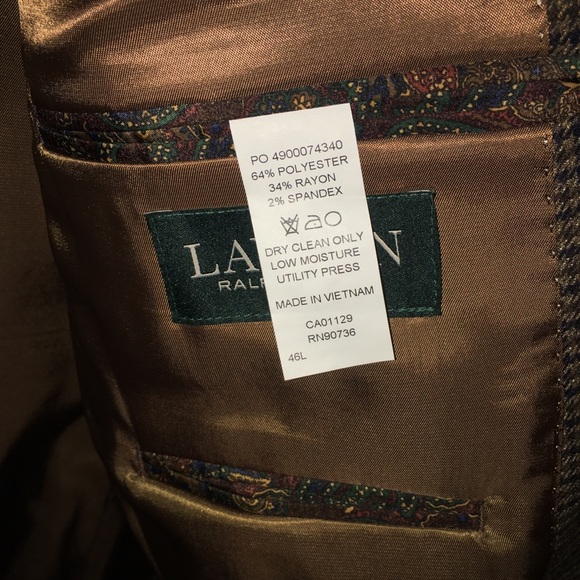 PO 4900074340
64% POLYESTER
34% RAYON
2% SPANDEX
DRY CLEAN ONLY
LOW MOISTURE
UTILITY PRESS
MADE IN VIETNAM
CA01129
RN90736
46L